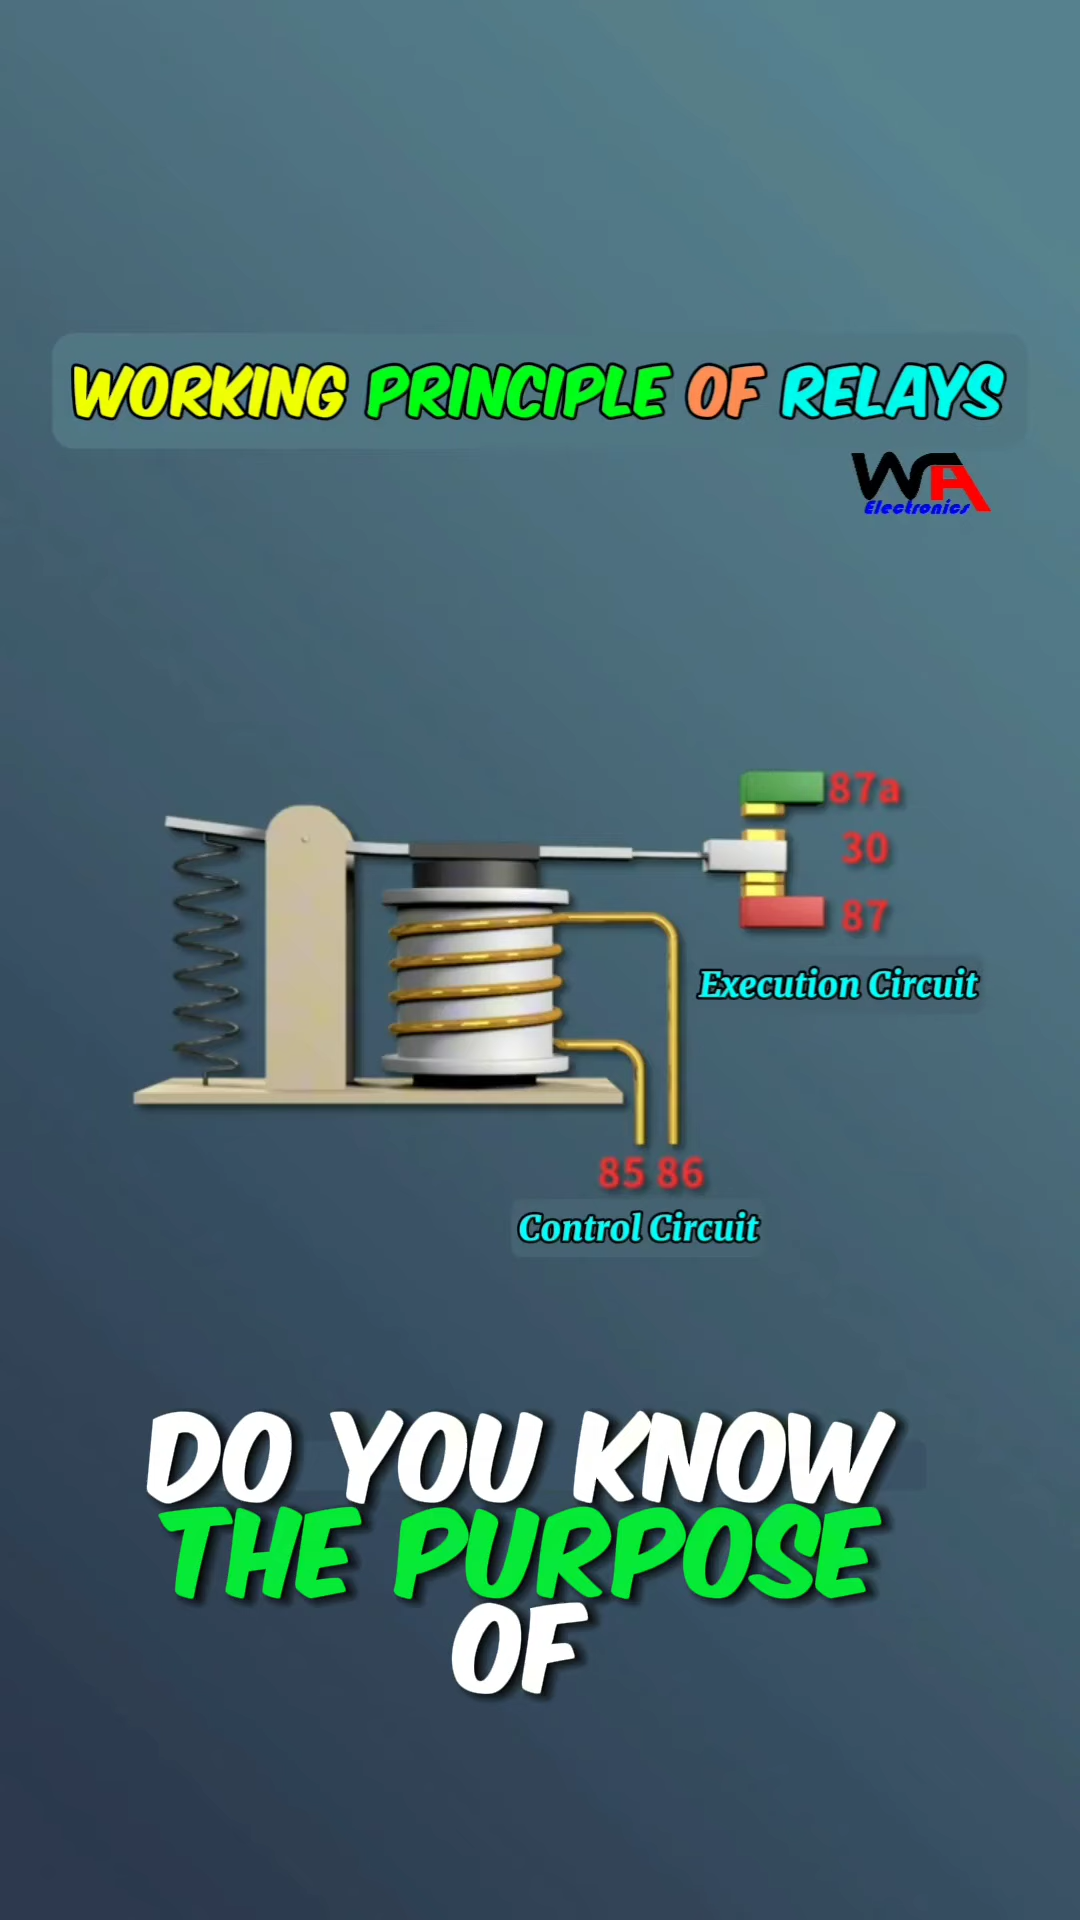 WORKING PRINCIPLE OF RELAYS
WA
Electronics
87a
30
87
Execution Circuit
85 86
Control Circuit
DO YOU KNOW
THE PURPOSE
OF